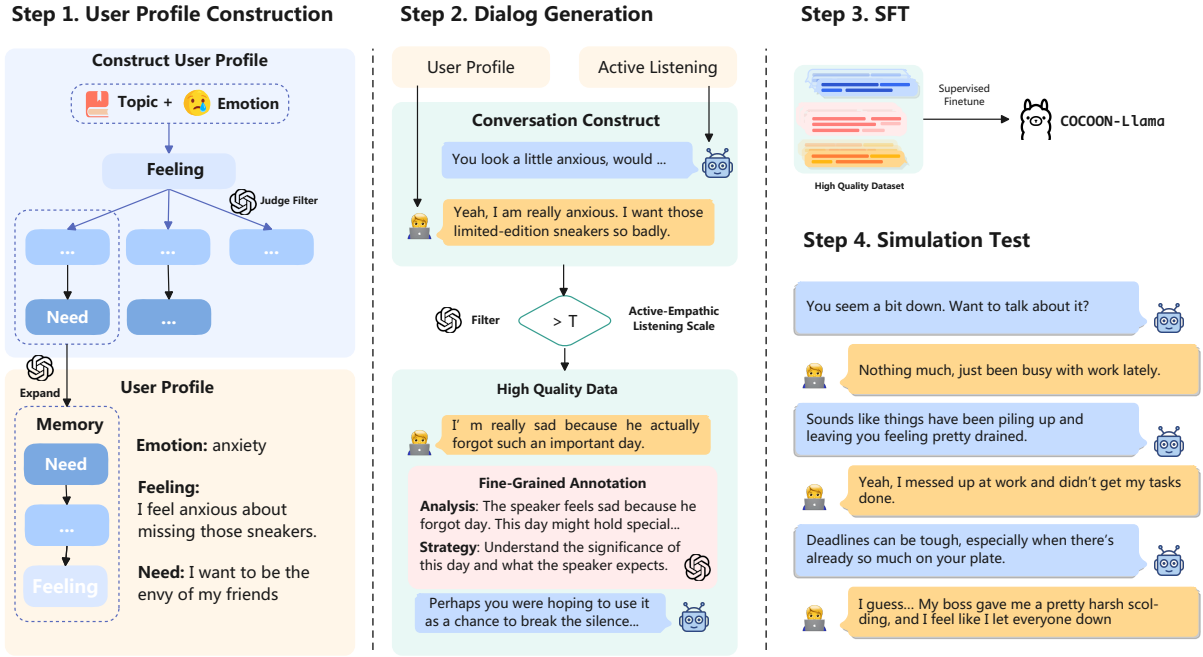 Step 1. User Profile Construction
Construct User Profile
Topic +
Emotion
Feeling
Judge Filter
...
...
...
Need
...
Expand
User Profile
Memory
Need
...
Feeling
Emotion: anxiety
Feeling:
I feel anxious about
missing those sneakers.
Need: I want to be the
envy of my friends
Step 2. Dialog Generation
User Profile
Active Listening
Conversation Construct
You look a little anxious, would ...
Yeah, I am really anxious. I want those
limited-edition sneakers so badly.
Filter
> T
Active-Empathic
Listening Scale
High Quality Data
I' m really sad because he actually
forgot such an important day.
Fine-Grained Annotation
Analysis: The speaker feels sad because he
forgot day. This day might hold special...
Strategy: Understand the significance of
this day and what the speaker expects.
Perhaps you were hoping to use it
as a chance to break the silence...
Step 3. SFT
High Quality Dataset
Supervised
Finetune
COCOON-Llama
Step 4. Simulation Test
You seem a bit down. Want to talk about it?
Nothing much, just been busy with work lately.
Sounds like things have been piling up and
leaving you feeling pretty drained.
Yeah, I messed up at work and didn't get my tasks
done.
Deadlines can be tough, especially when there's
already so much on your plate.
I guess... My boss gave me a pretty harsh scol-
ding, and I feel like I let everyone down